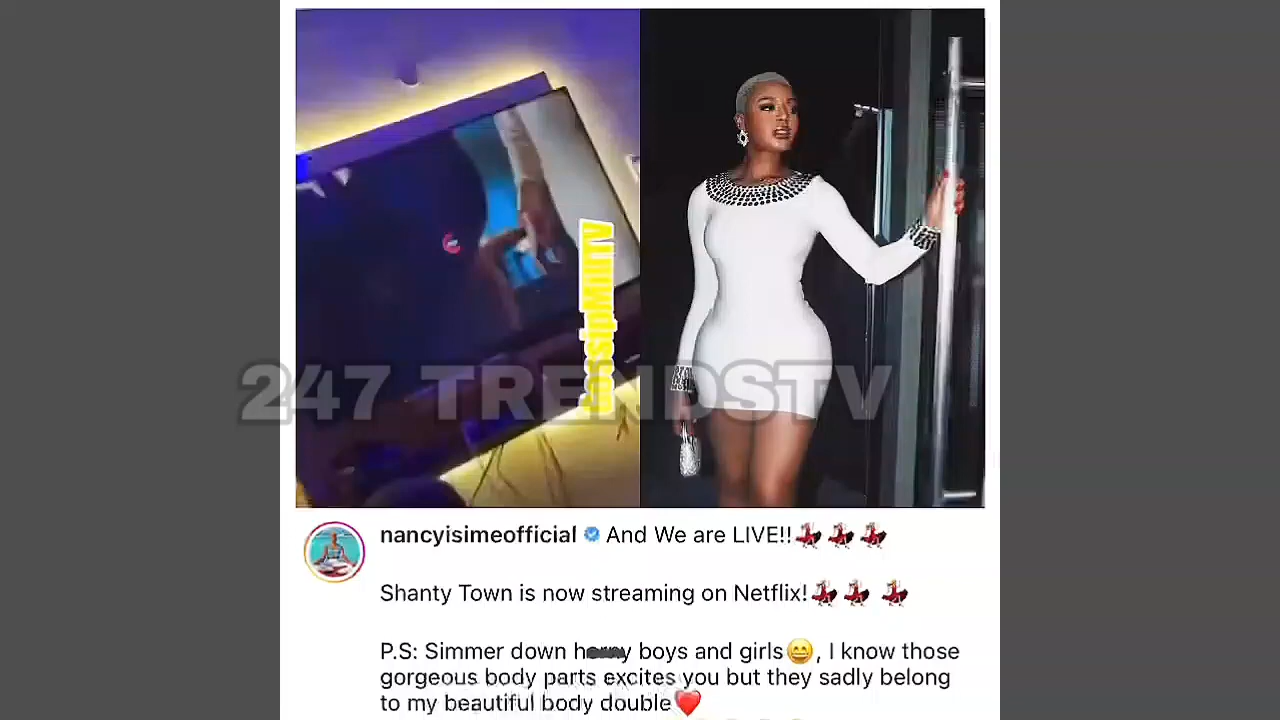 GossipMillTV
247 TRENDSTV
nancyisimeofficial And We are LIVE!!💃💃💃
Shanty Town is now streaming on Netflix!💃💃💃
P.S: Simmer down h y boys and girls😄, I know those
gorgeous body parts excites you but they sadly belong
to my beautiful body double❤️